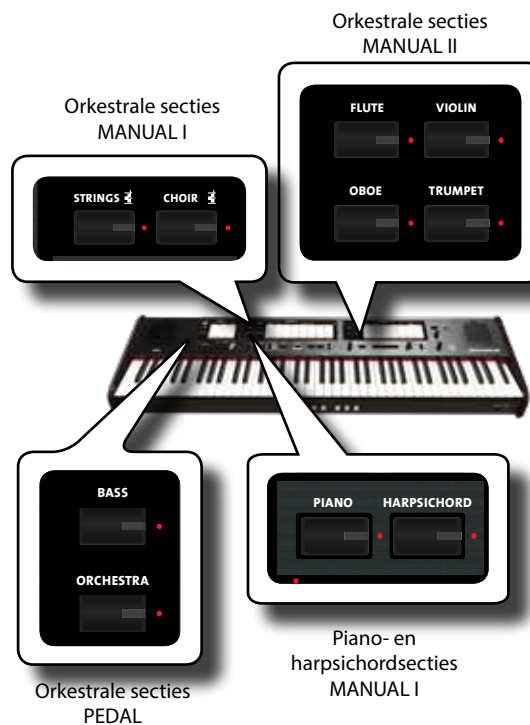 Orkestrale secties
MANUAL II
FLUTE VIOLIN
OBOE TRUMPET
Orkestrale secties
MANUAL I
STRINGS CHOIR
BASS
ORCHESTRA
PIANO HARPSICHORD
Orkestrale secties
PEDAL
Piano- en
harpsichordsecties
MANUAL I